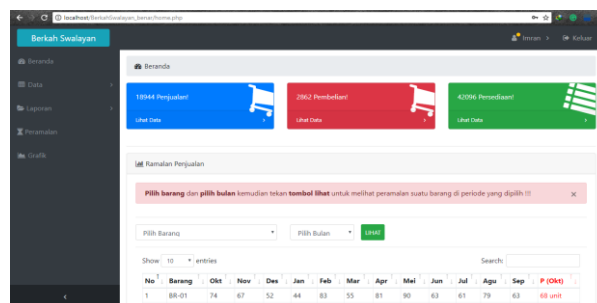 localhost/BerkahSwalayan_benar/home.php
Berkah Swalayan
Imran >
Keluar
Beranda
Data
Laporan
Peramalan
Grafik
Beranda
18944 Penjualan!
2862 Pembelian!
42096 Persediaan!
Lihat Data >
Lihat Data >
Lihat Data >
Ramalan Penjualan
Pilih barang dan pilih bulan kemudian tekan tombol lihat untuk melihat peramalan suatu barang di periode yang dipilih !!! ×
Pilih Barang Pilih Bulan LIHAT
Show 10 entries Search:
No Barang Okt Nov Des Jan Feb Mar Apr Mei Jun Jul Agu Sep P (Okt)
1 BR-01 74 67 52 44 83 55 81 90 63 61 79 63 69 unit